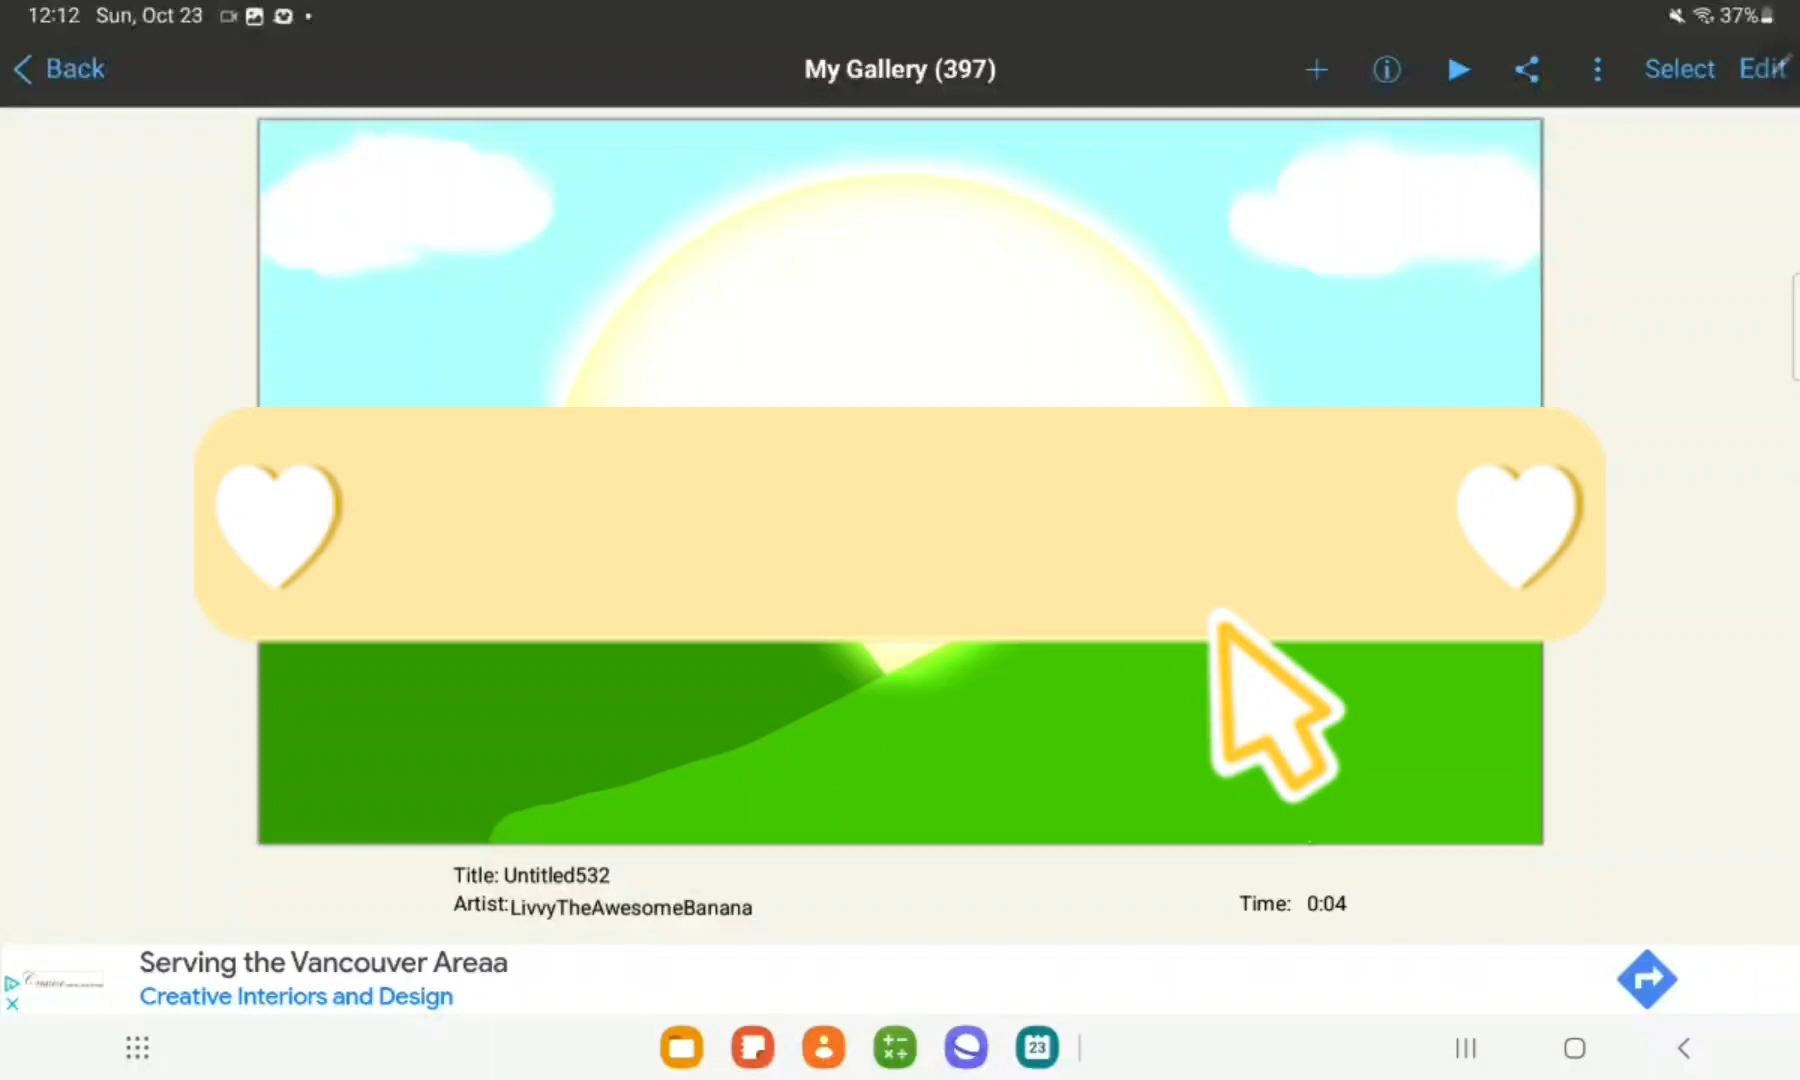 12:12 Sun, Oct 23
37%
Back
My Gallery (397)
Select
Edit
Title: Untitled532
Artist: LivvyTheAwesomeBanana
Time: 0:04
Serving the Vancouver Areaa
Creative Interiors and Design
23